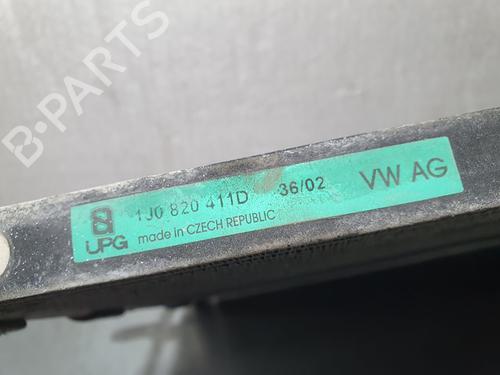 B-PARTS
1J0 820 411D 36/02 VW AG
UPG made in CZECH REPUBLIC